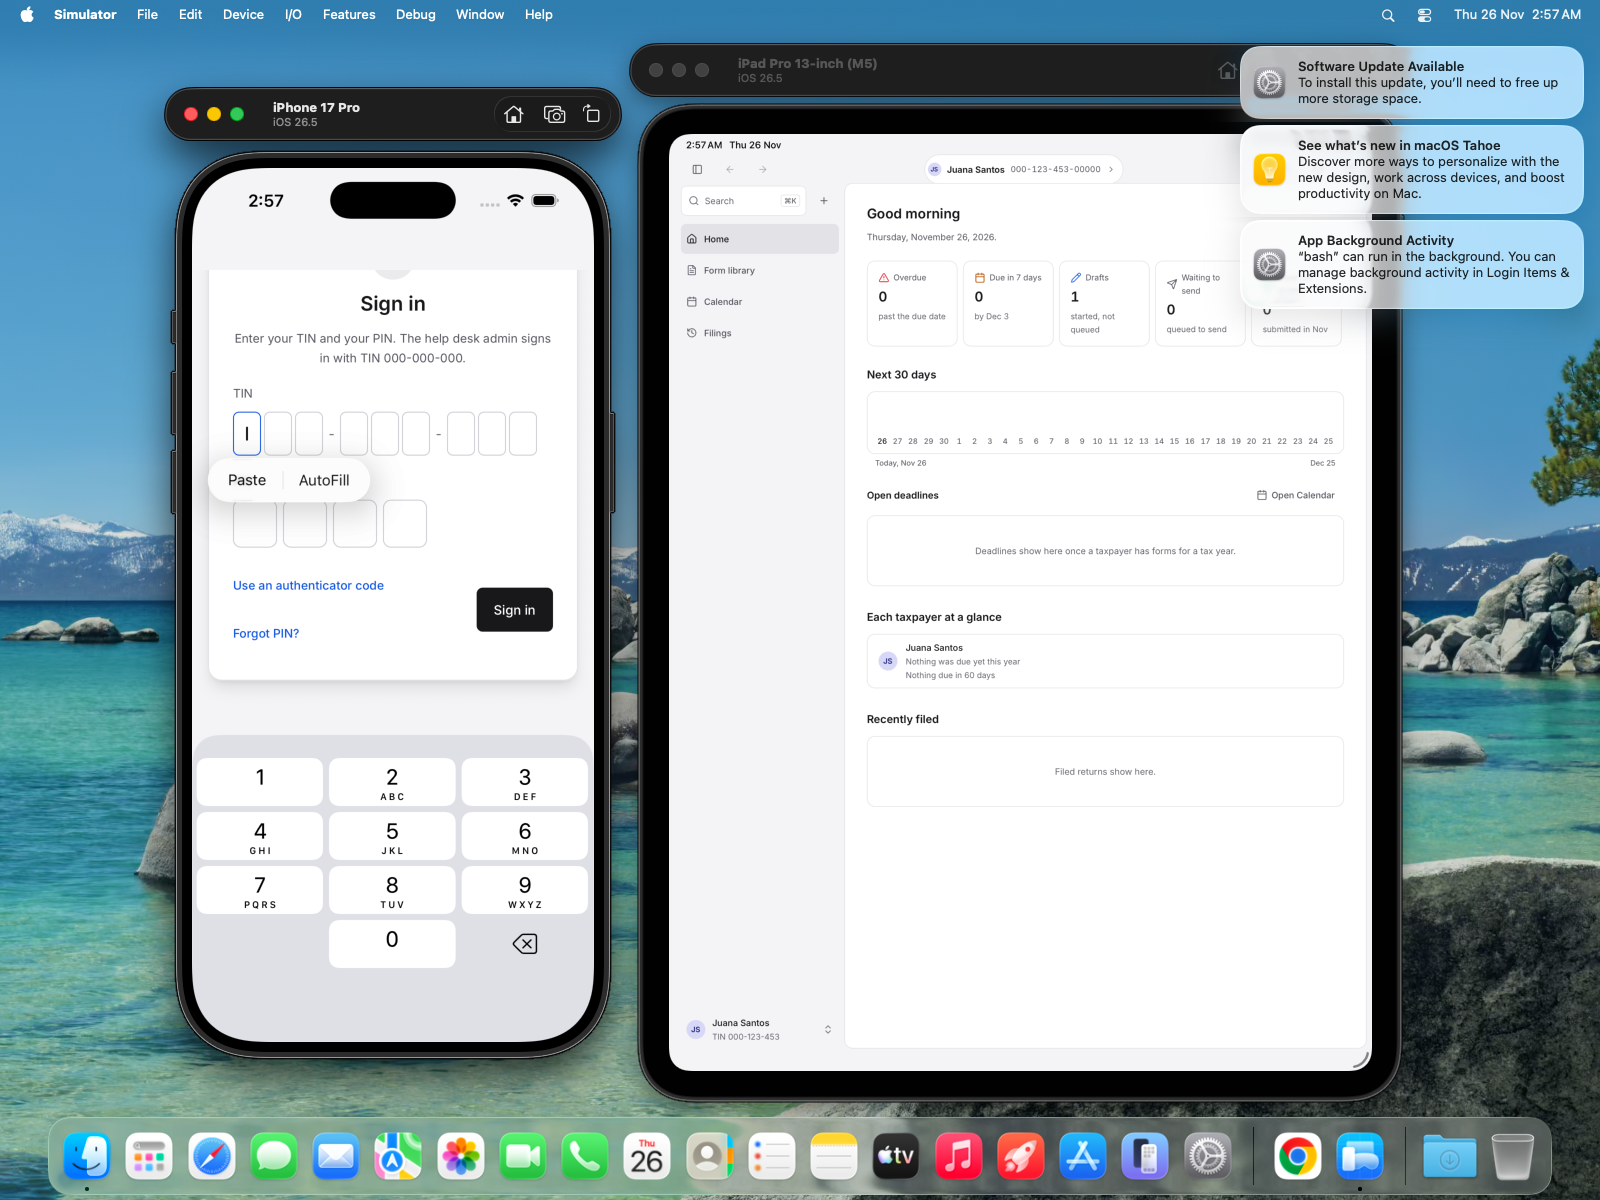 Simulator File Edit Device I/O Features Debug Window Help
Thu 26 Nov 2:57 AM
iPhone 17 Pro
iOS 26.5
2:57
Sign in
Enter your TIN and your PIN. The help desk admin signs
in with TIN 000-000-000.
TIN
- -
Paste AutoFill
Use an authenticator code
Sign in
Forgot PIN?
1
2
ABC
3
DEF
4
GHI
5
JKL
6
MNO
7
PQRS
8
TUV
9
WXYZ
0
iPad Pro 13-inch (M5)
iOS 26.5
2:57 AM Thu 26 Nov
JS Juana Santos 000-123-453-00000
Search ⌘K
Home
Form library
Calendar
Filings
JS
Juana Santos
TIN 000-123-453
Good morning
Thursday, November 26, 2026.
Overdue
0
past the due date
Due in 7 days
0
by Dec 3
Drafts
1
started, not
queued
Waiting to
send
0
queued to send
0
submitted in Nov
Next 30 days
26 27 28 29 30 1 2 3 4 5 6 7 8 9 10 11 12 13 14 15 16 17 18 19 20 21 22 23 24 25
Today, Nov 26
Dec 25
Open deadlines
Open Calendar
Deadlines show here once a taxpayer has forms for a tax year.
Each taxpayer at a glance
JS
Juana Santos
Nothing was due yet this year
Nothing due in 60 days
Recently filed
Filed returns show here.
Software Update Available
To install this update, you'll need to free up
more storage space.
See what's new in macOS Tahoe
Discover more ways to personalize with the
new design, work across devices, and boost
productivity on Mac.
App Background Activity
"bash" can run in the background. You can
manage background activity in Login Items &
Extensions.
Thu
26
tv